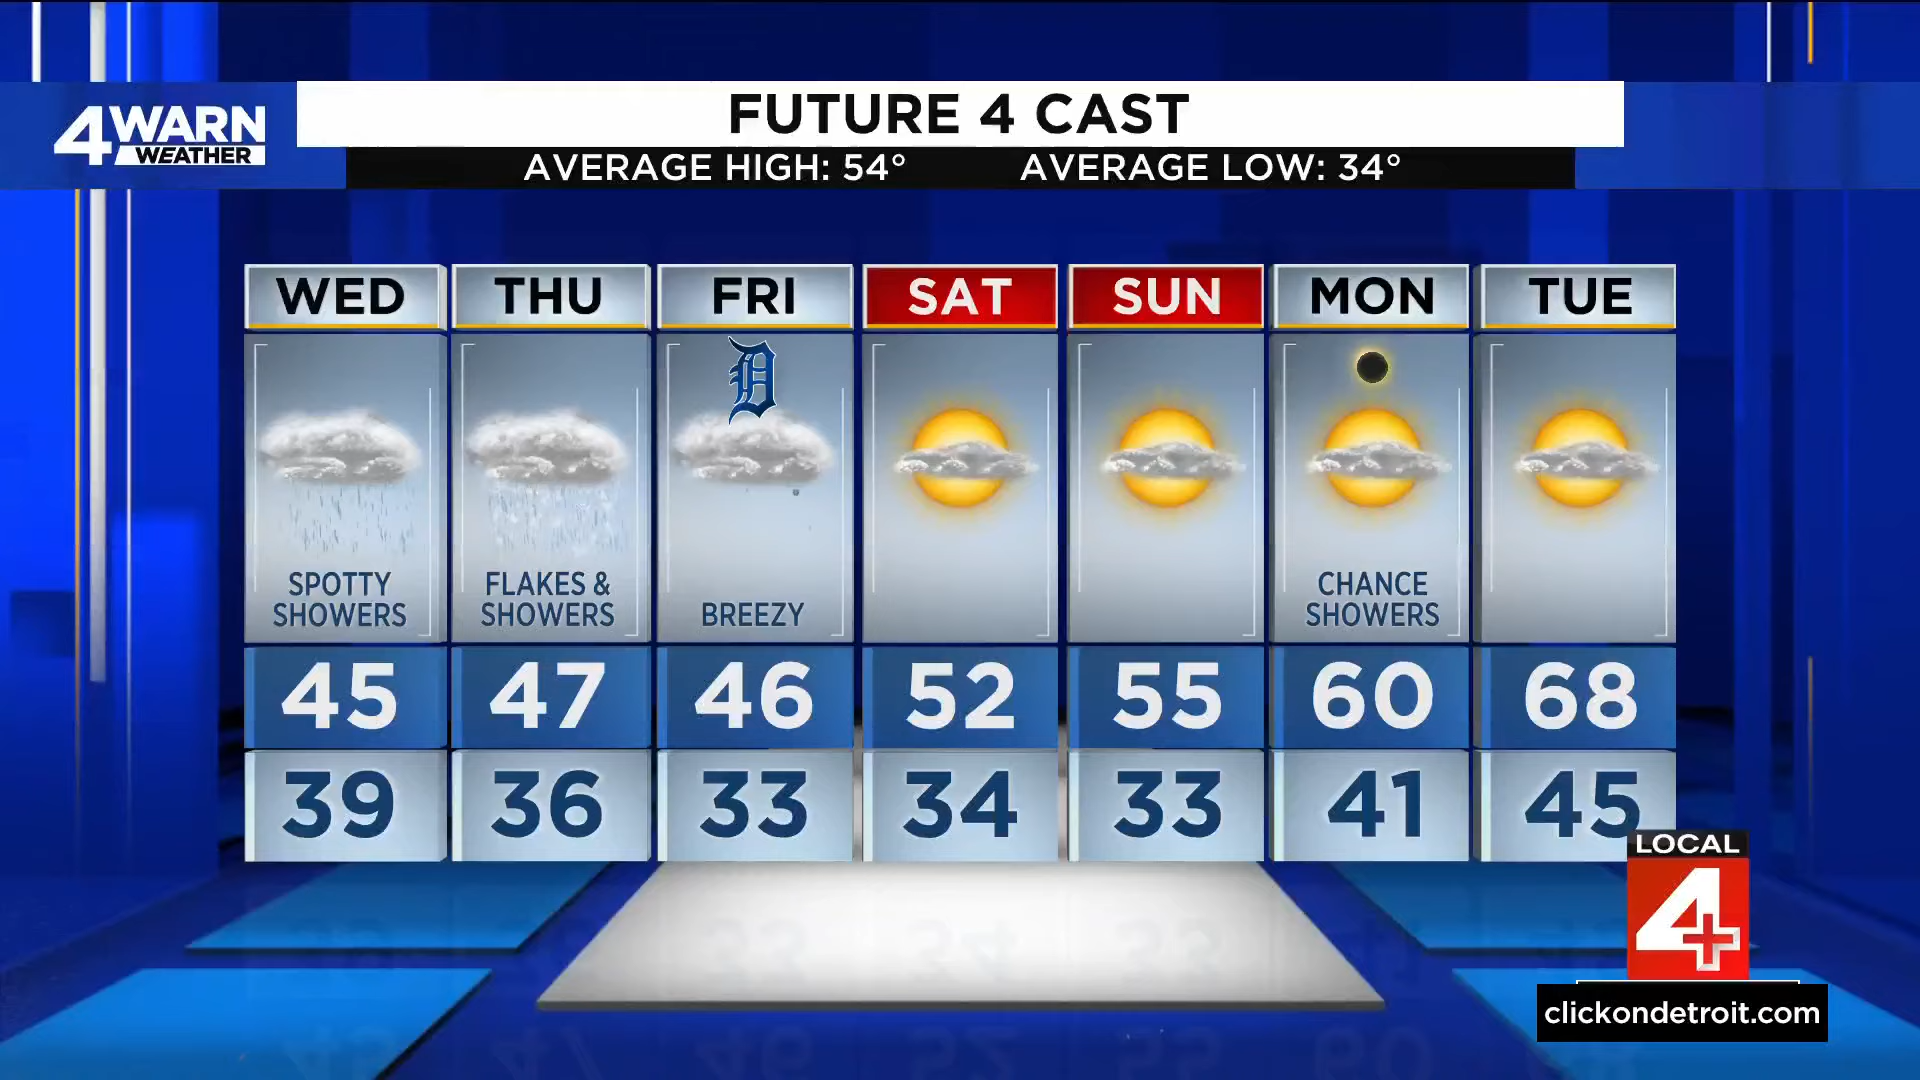 4WARN
WEATHER
FUTURE 4 CAST
AVERAGE HIGH: 54° AVERAGE LOW: 34°
WED THU FRI SAT SUN MON TUE
D
SPOTTY SHOWERS
FLAKES & SHOWERS
BREEZY
CHANCE SHOWERS
45 47 46 52 55 60 68
39 36 33 34 33 41 45
LOCAL
4+
clickondetroit.com